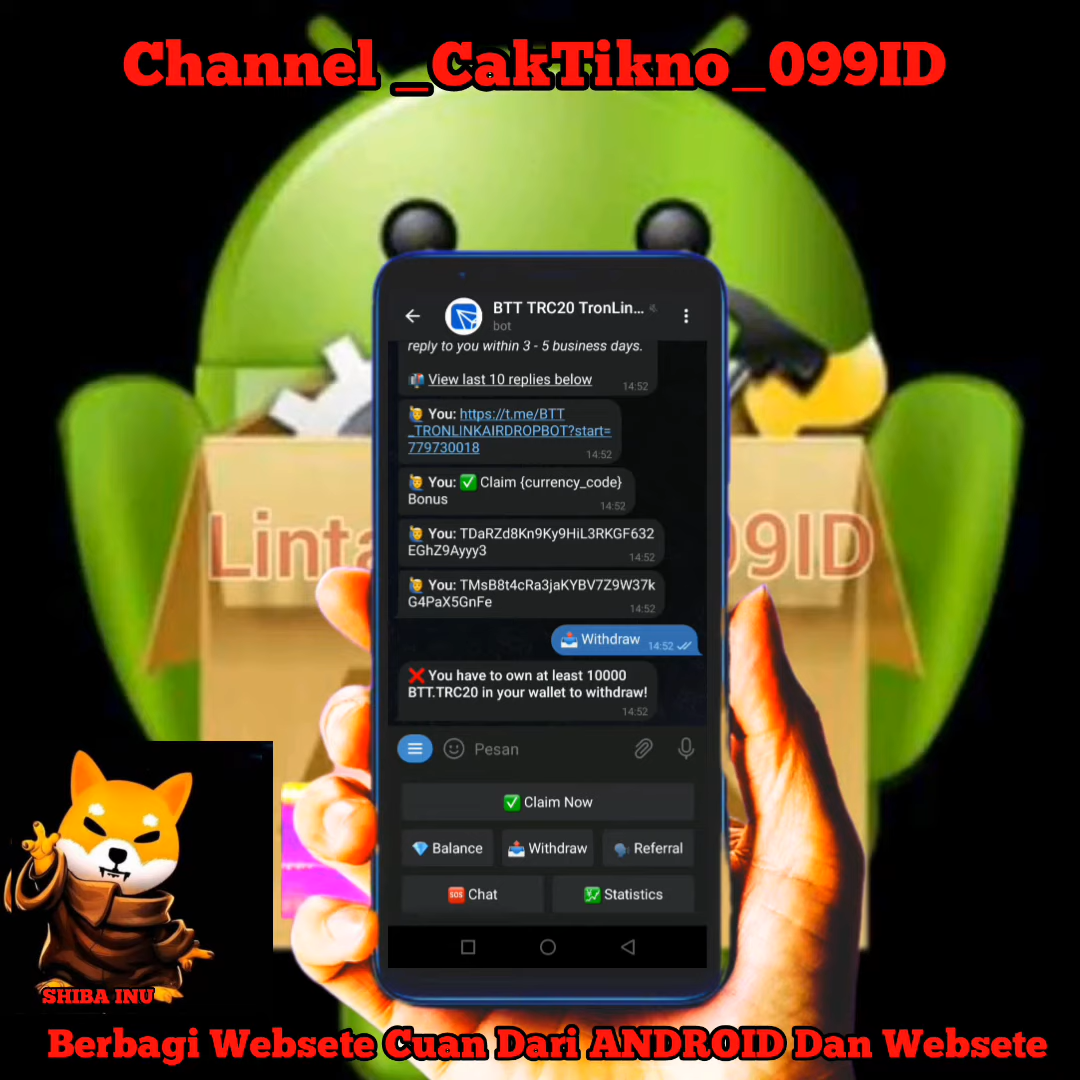 Channel _CakTikno_099ID
BTT TRC20 TronLin...
bot
reply to you within 3 - 5 business days.
📬 View last 10 replies below
14:52
🙋‍♂️ You: https://t.me/BTT
_TRONLINKAIRDROPBOT?start=
779730018
14:52
🙋‍♂️ You: ✅ Claim {currency_code}
Bonus
14:52
🙋‍♂️ You: TDaRZd8Kn9Ky9HiL3RKGF632
EGhZ9Ayyy3
14:52
🙋‍♂️ You: TMsB8t4cRa3jaKYBV7Z9W37k
G4PaX5GnFe
14:52
📤 Withdraw 14:52
❌ You have to own at least 10000
BTT.TRC20 in your wallet to withdraw!
14:52
Pesan
✅ Claim Now
💎 Balance
📤 Withdraw
🗣 Referral
🆘 Chat
💹 Statistics
Linta
99ID
SHIBA INU
Berbagi Websete Cuan Dari ANDROID Dan Websete